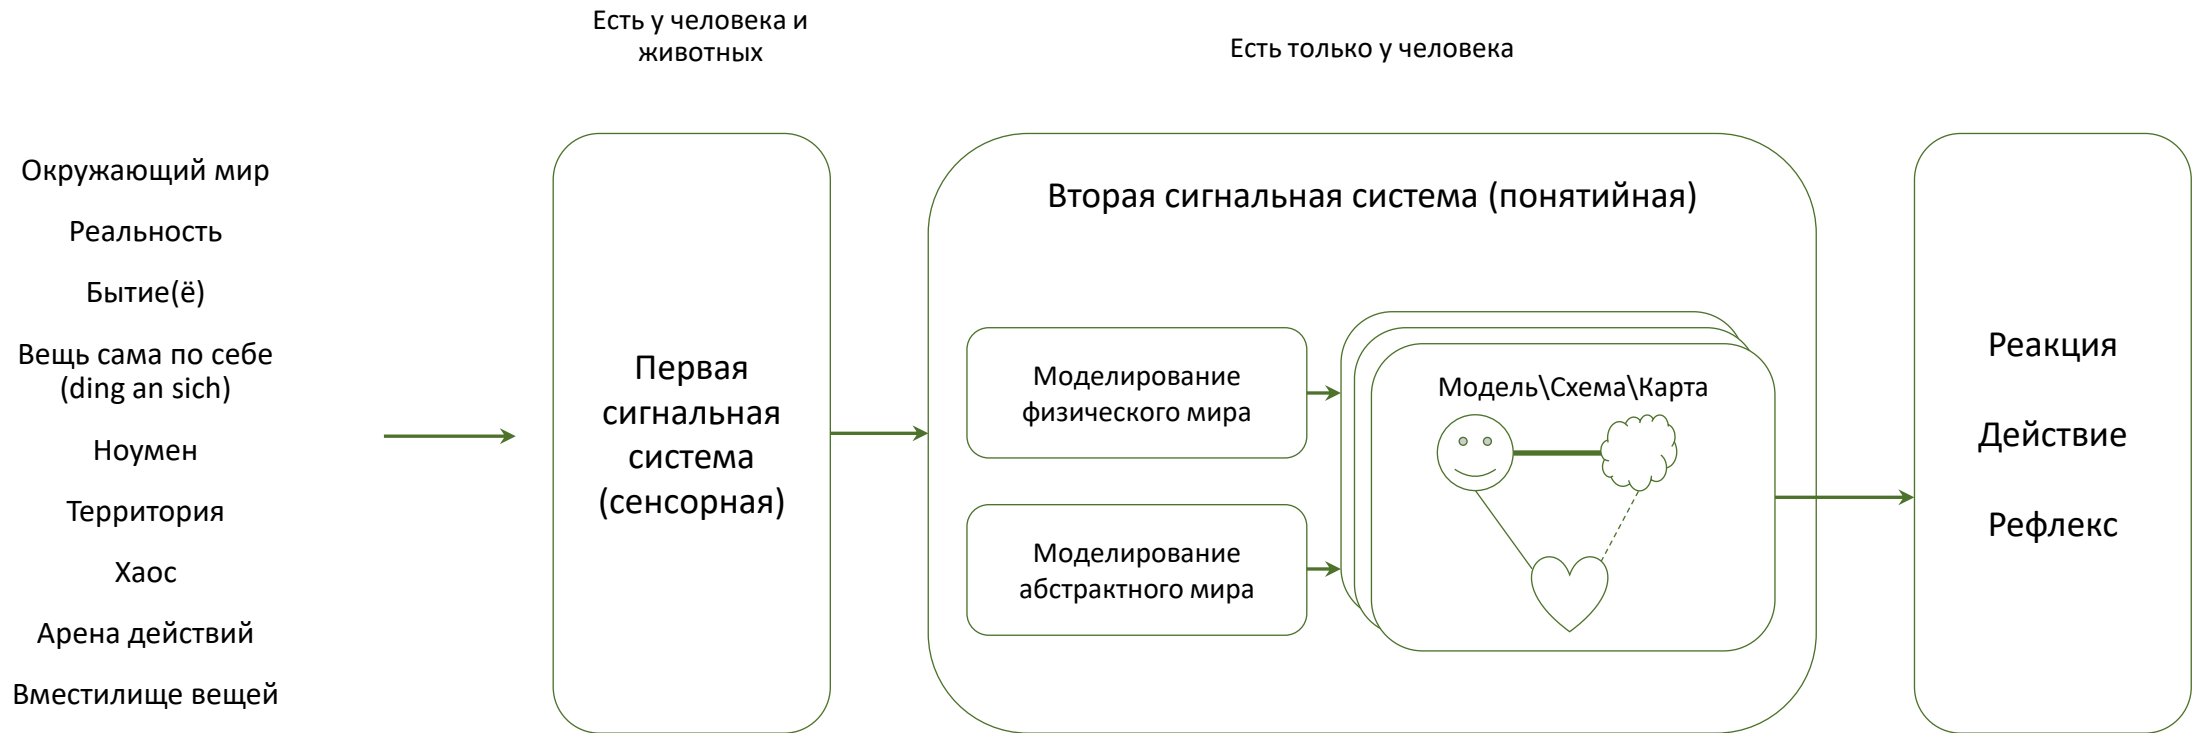 Есть у человека и
животных
Есть только у человека
Окружающий мир
Реальность
Бытие(ё)
Вещь сама по себе
(ding an sich)
Ноумен
Территория
Хаос
Арена действий
Вместилище вещей
Первая
сигнальная
система
(сенсорная)
Вторая сигнальная система (понятийная)
Моделирование
физического мира
Моделирование
абстрактного мира
Модель\Схема\Карта
Реакция
Действие
Рефлекс